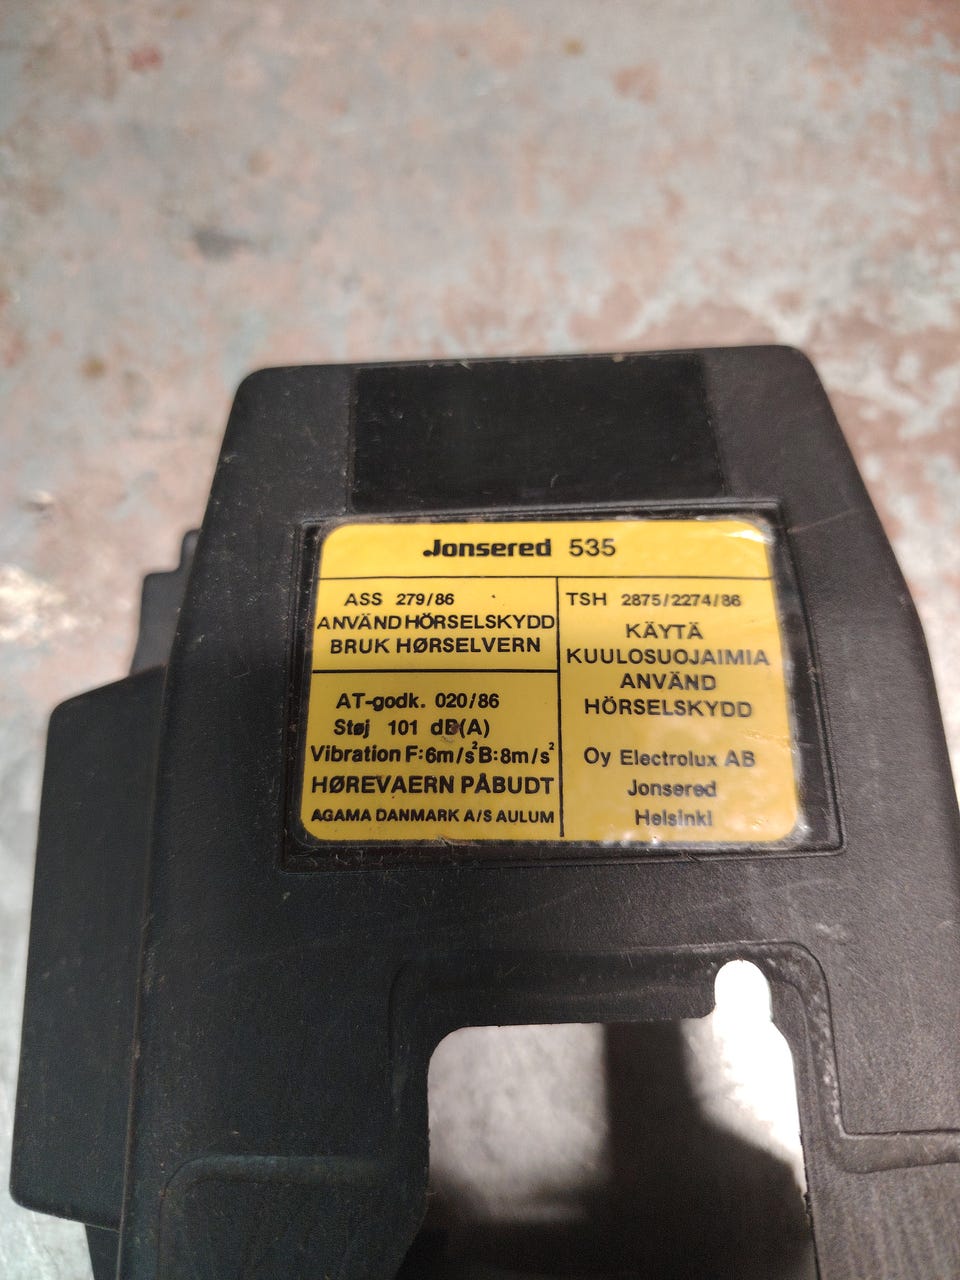 Jonsered 535
ASS 279/86
ANVÄND HÖRSELSKYDD
BRUK HØRSELVERN
AT-godk. 020/86
Støj 101 dB(A)
Vibration F:6m/s² B:8m/s²
HØREVAERN PÅBUDT
AGAMA DANMARK A/S AULUM
TSH 2875/2274/86
KÄYTÄ
KUULOSUOJAIMIA
ANVÄND
HÖRSELSKYDD
Oy Electrolux AB
Jonsered
Helsinki